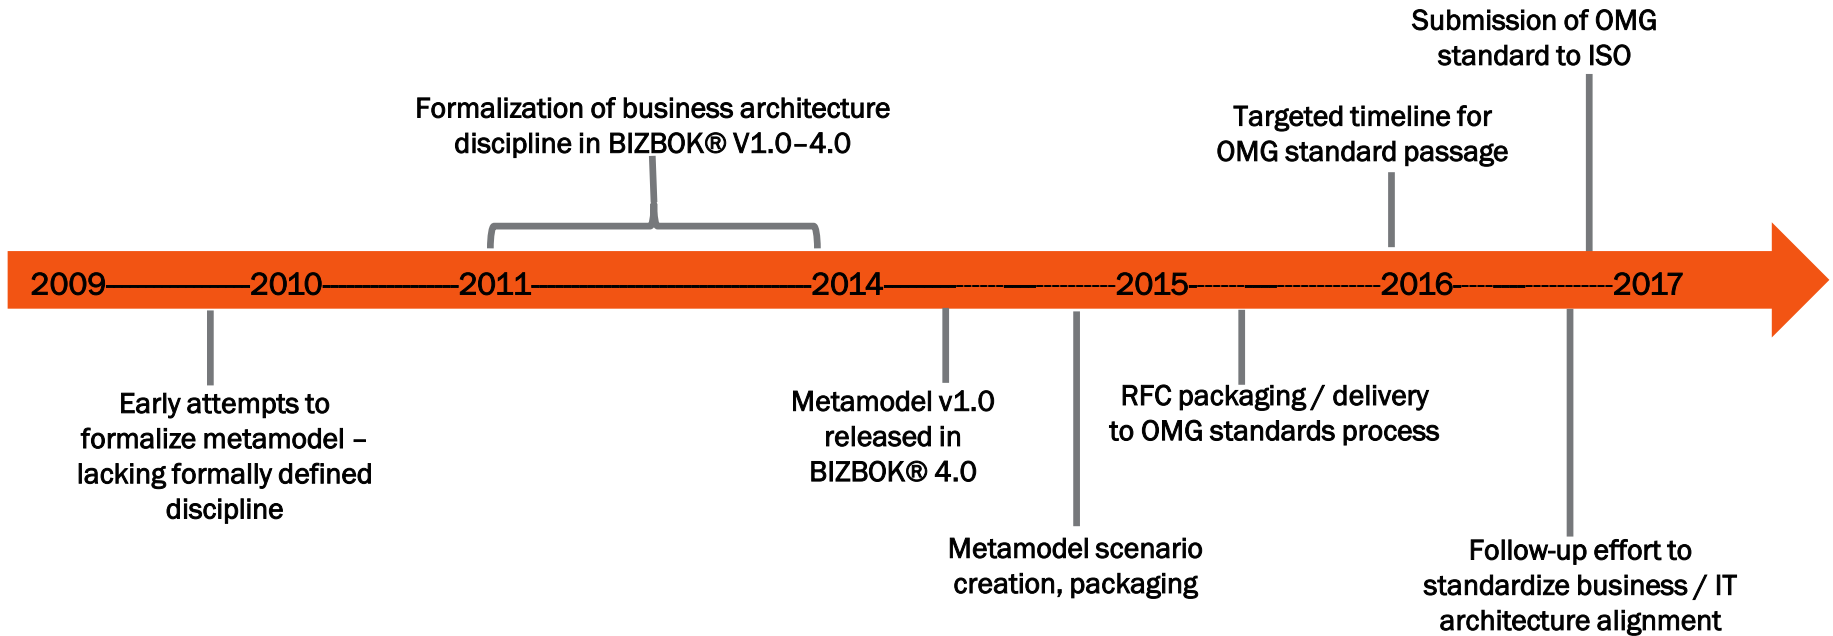 Submission of OMG
standard to ISO
Formalization of business architecture
discipline in BIZBOK® V1.0–4.0
Targeted timeline for
OMG standard passage
2009 2010 2011 2014 2015 2016 2017
Early attempts to
formalize metamodel –
lacking formally defined
discipline
Metamodel v1.0
released in
BIZBOK® 4.0
Metamodel scenario
creation, packaging
RFC packaging / delivery
to OMG standards process
Follow-up effort to
standardize business / IT
architecture alignment